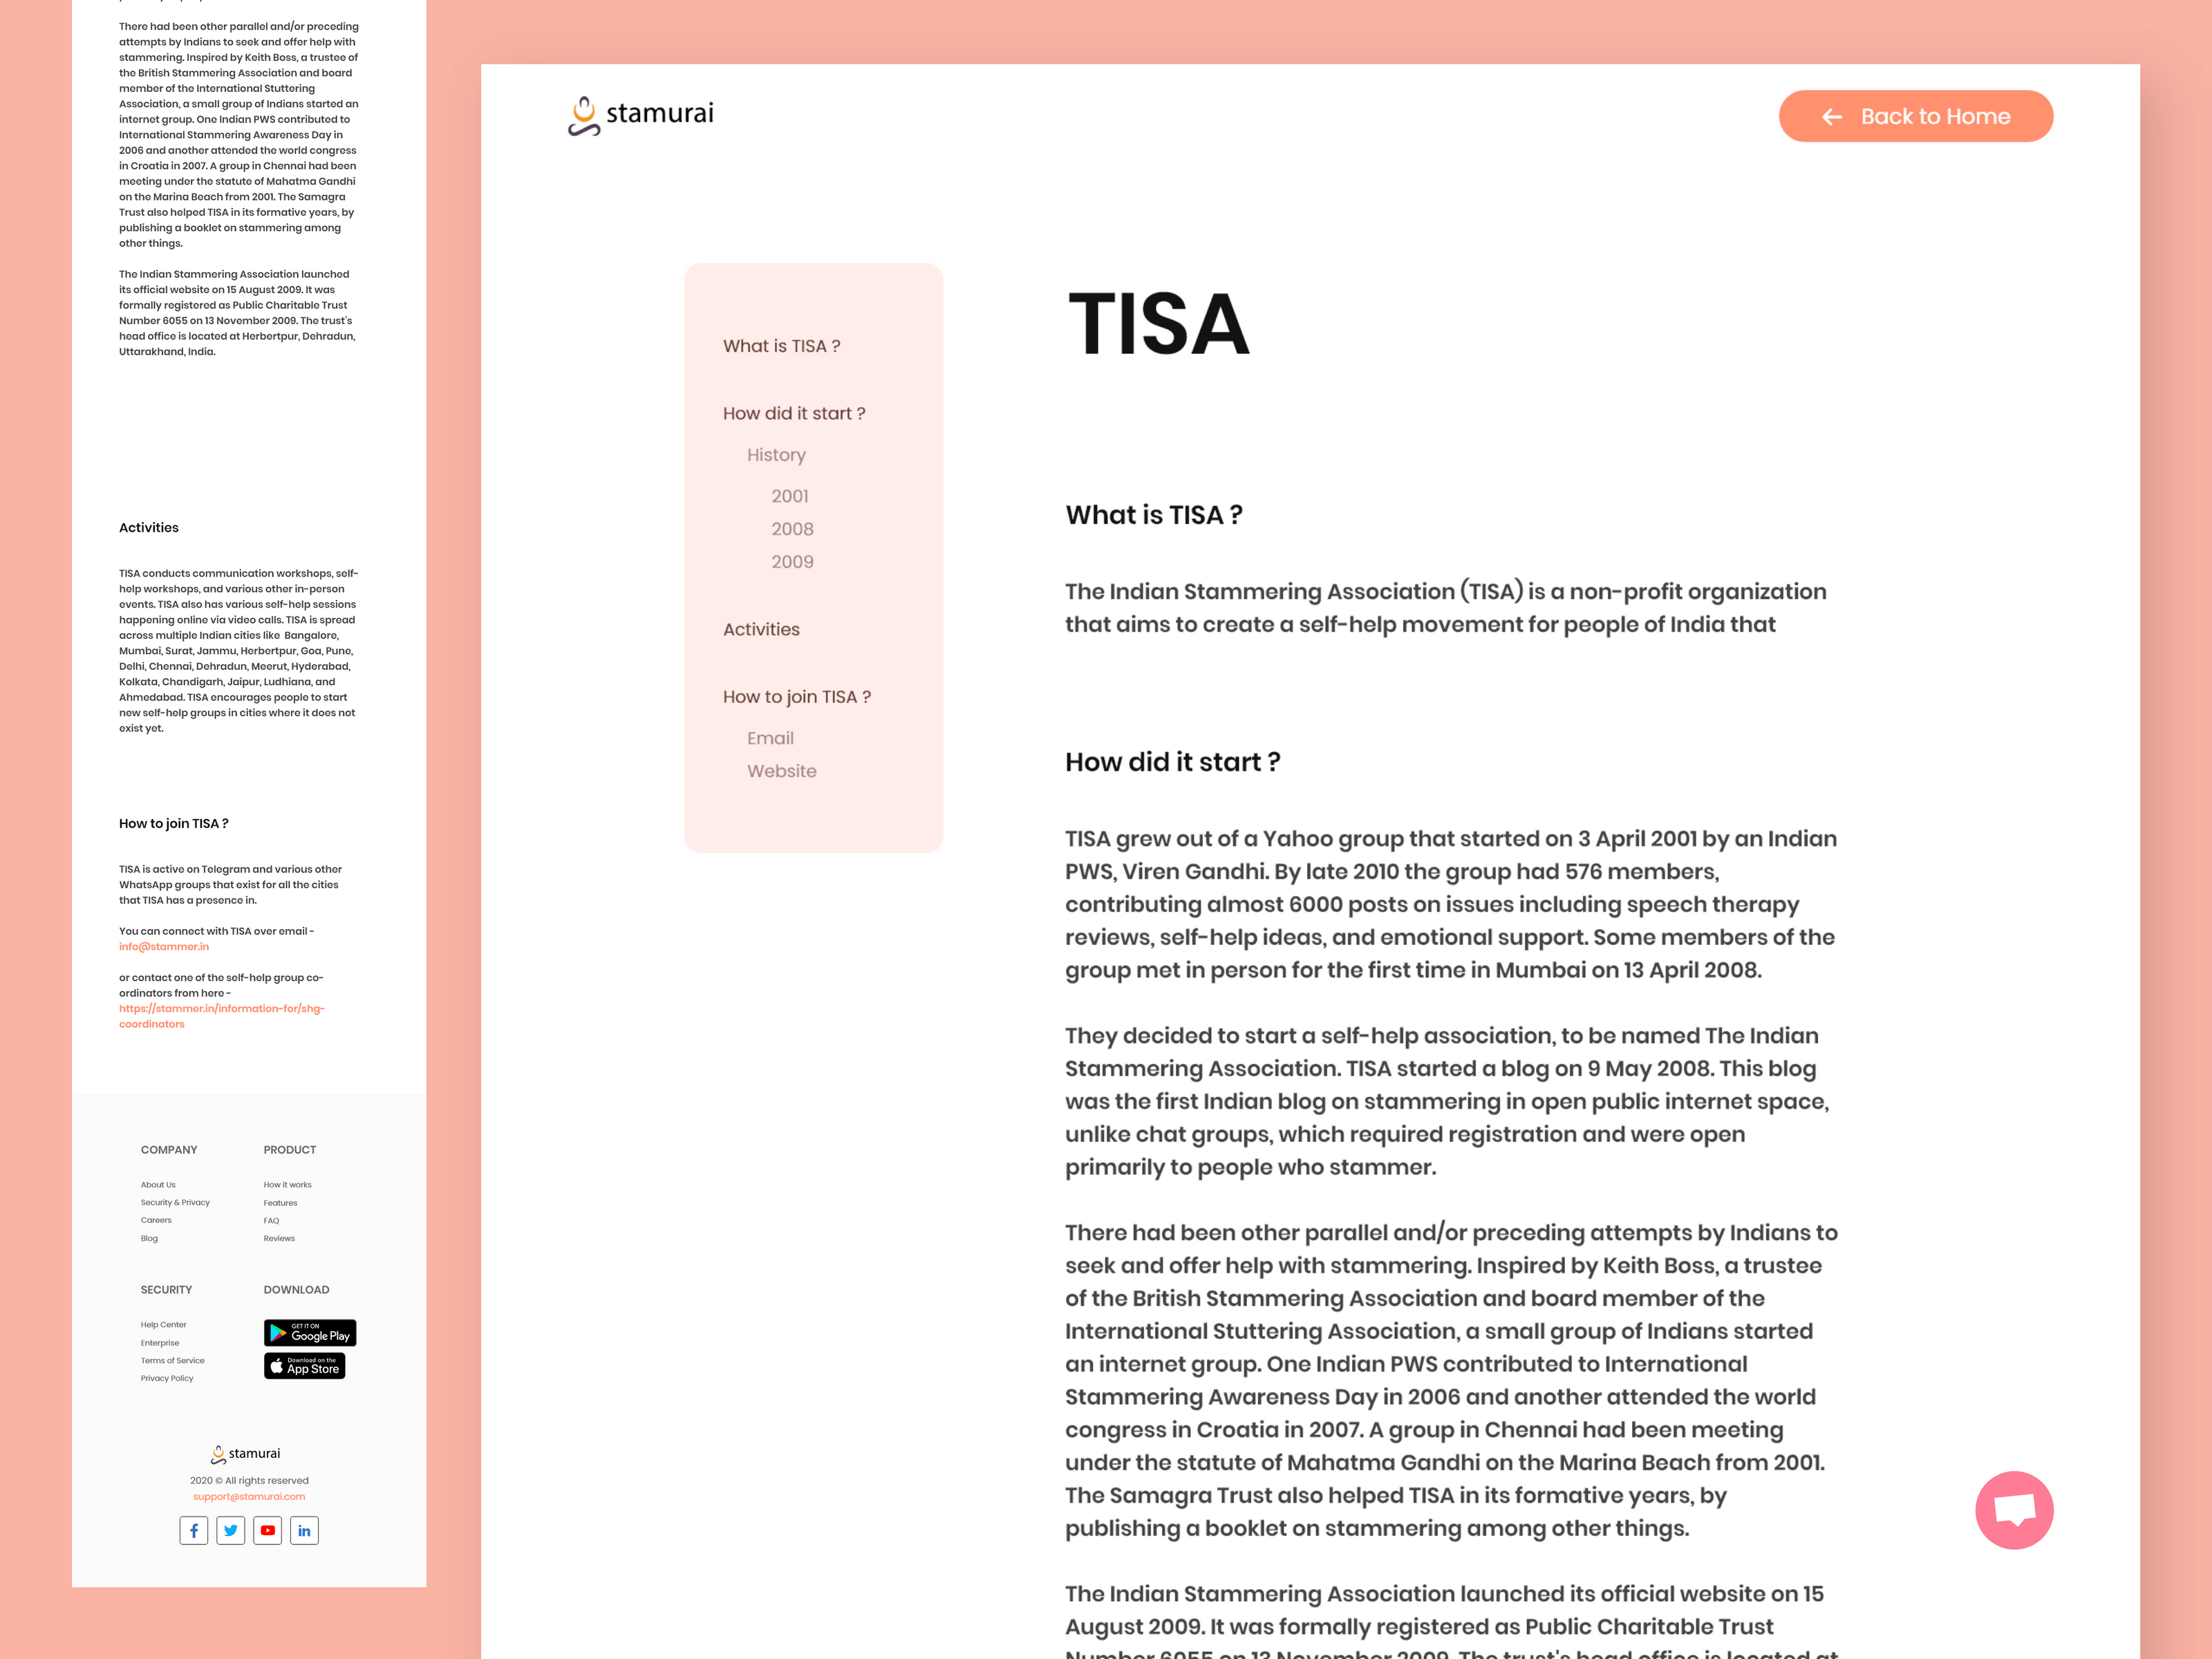 There had been other parallel and/or preceding
attempts by Indians to seek and offer help with
stammering. Inspired by Keith Boss, a trustee of
the British Stammering Association and board
member of the International Stuttering
Association, a small group of Indians started an
internet group. One Indian PWS contributed to
International Stammering Awareness Day in
2006 and another attended the world congress
in Croatia in 2007. A group in Chennai had been
meeting under the statute of Mahatma Gandhi
on the Marina Beach from 2001. The Samagra
Trust also helped TISA in its formative years, by
publishing a booklet on stammering among
other things.
The Indian Stammering Association launched
its official website on 15 August 2009. It was
formally registered as Public Charitable Trust
Number 6055 on 13 November 2009. The trust's
head office is located at Herbertpur, Dehradun,
Uttarakhand, India.
Activities
TISA conducts communication workshops, self-
help workshops, and various other in-person
events. TISA also has various self-help sessions
happening online via video calls. TISA is spread
across multiple Indian cities like Bangalore,
Mumbai, Surat, Jammu, Herbertpur, Goa, Pune,
Delhi, Chennai, Dehradun, Meerut, Hyderabad,
Kolkata, Chandigarh, Jaipur, Ludhiana, and
Ahmedabad. TISA encourages people to start
new self-help groups in cities where it does not
exist yet.
How to join TISA ?
TISA is active on Telegram and various other
WhatsApp groups that exist for all the cities
that TISA has a presence in.
You can connect with TISA over email -
info@stammer.in
or contact one of the self-help group co-
ordinators from here -
https://stammer.in/information-for/shg-
coordinators
COMPANY
About Us
Security & Privacy
Careers
Blog
PRODUCT
How it works
Features
FAQ
Reviews
SECURITY
Help Center
Enterprise
Terms of Service
Privacy Policy
DOWNLOAD
GET IT ON
Google Play
Download on the
App Store
stamurai
2020 © All rights reserved
support@stamurai.com
stamurai
← Back to Home
What is TISA ?
How did it start ?
History
2001
2008
2009
Activities
How to join TISA ?
Email
Website
TISA
What is TISA ?
The Indian Stammering Association (TISA) is a non-profit organization
that aims to create a self-help movement for people of India that
How did it start ?
TISA grew out of a Yahoo group that started on 3 April 2001 by an Indian
PWS, Viren Gandhi. By late 2010 the group had 576 members,
contributing almost 6000 posts on issues including speech therapy
reviews, self-help ideas, and emotional support. Some members of the
group met in person for the first time in Mumbai on 13 April 2008.
They decided to start a self-help association, to be named The Indian
Stammering Association. TISA started a blog on 9 May 2008. This blog
was the first Indian blog on stammering in open public internet space,
unlike chat groups, which required registration and were open
primarily to people who stammer.
There had been other parallel and/or preceding attempts by Indians to
seek and offer help with stammering. Inspired by Keith Boss, a trustee
of the British Stammering Association and board member of the
International Stuttering Association, a small group of Indians started
an internet group. One Indian PWS contributed to International
Stammering Awareness Day in 2006 and another attended the world
congress in Croatia in 2007. A group in Chennai had been meeting
under the statute of Mahatma Gandhi on the Marina Beach from 2001.
The Samagra Trust also helped TISA in its formative years, by
publishing a booklet on stammering among other things.
The Indian Stammering Association launched its official website on 15
August 2009. It was formally registered as Public Charitable Trust
Number 6055 on 13 November 2009. The trust's head office is located at